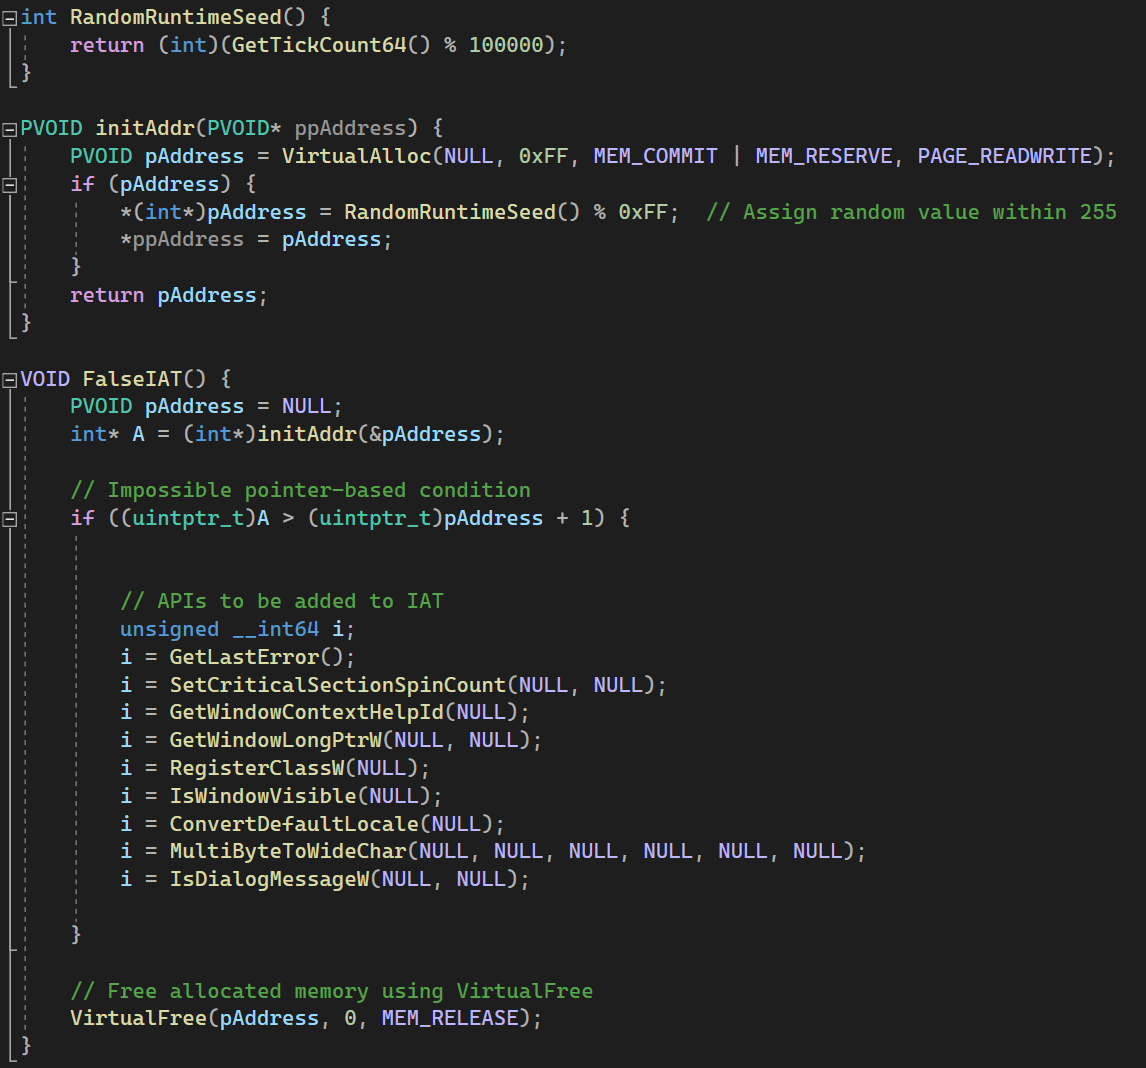 int RandomRuntimeSeed() {
    return (int)(GetTickCount64() % 100000);
}
PVOID initAddr(PVOID* ppAddress) {
    PVOID pAddress = VirtualAlloc(NULL, 0xFF, MEM_COMMIT | MEM_RESERVE, PAGE_READWRITE);
    if (pAddress) {
        *(int*)pAddress = RandomRuntimeSeed() % 0xFF;  // Assign random value within 255
        *ppAddress = pAddress;
    }
    return pAddress;
}
VOID FalseIAT() {
    PVOID pAddress = NULL;
    int* A = (int*)initAddr(&pAddress);
    // Impossible pointer-based condition
    if ((uintptr_t)A > (uintptr_t)pAddress + 1) {
        // APIs to be added to IAT
        unsigned __int64 i;
        i = GetLastError();
        i = SetCriticalSectionSpinCount(NULL, NULL);
        i = GetWindowContextHelpId(NULL);
        i = GetWindowLongPtrW(NULL, NULL);
        i = RegisterClassW(NULL);
        i = IsWindowVisible(NULL);
        i = ConvertDefaultLocale(NULL);
        i = MultiByteToWideChar(NULL, NULL, NULL, NULL, NULL, NULL);
        i = IsDialogMessageW(NULL, NULL);
    }
    // Free allocated memory using VirtualFree
    VirtualFree(pAddress, 0, MEM_RELEASE);
}